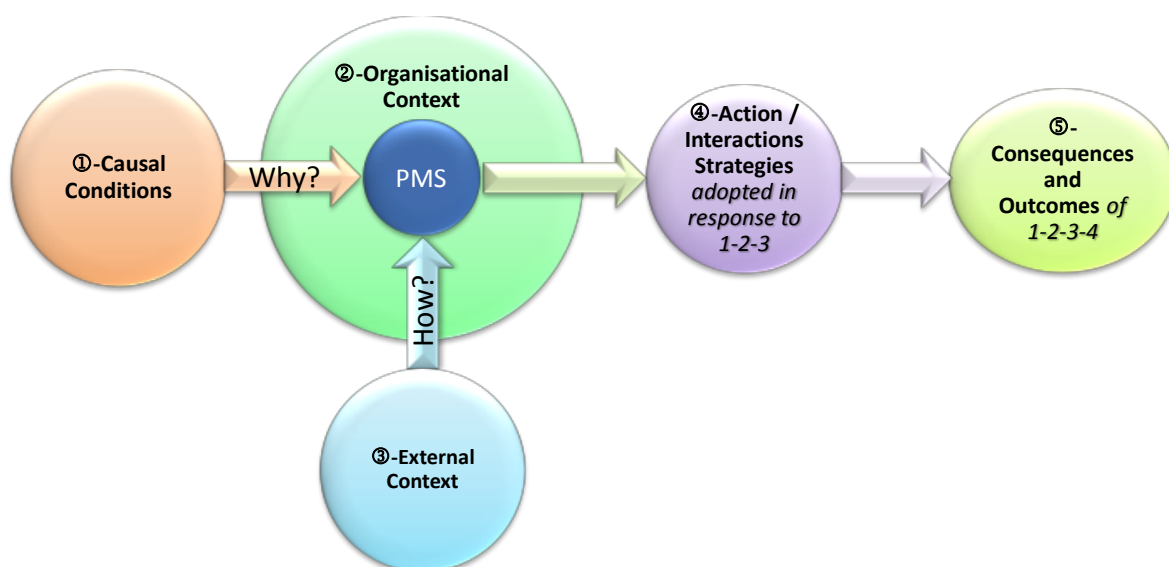 ①-Causal
Conditions
Why?
②-Organisational
Context
PMS
How?
③-External
Context
④-Action /
Interactions
Strategies
adopted in
response to
1-2-3
⑤-
Consequences
and
Outcomes of
1-2-3-4